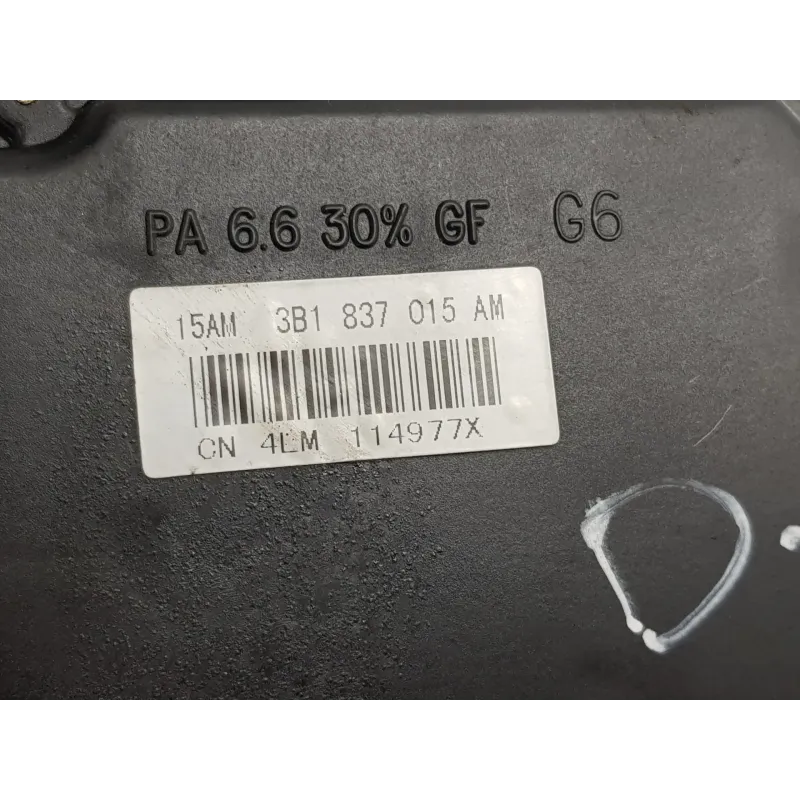 PA 6.6 30% GF G6
15AM 3B1 837 015 AM
CN 4LM 114977X
D